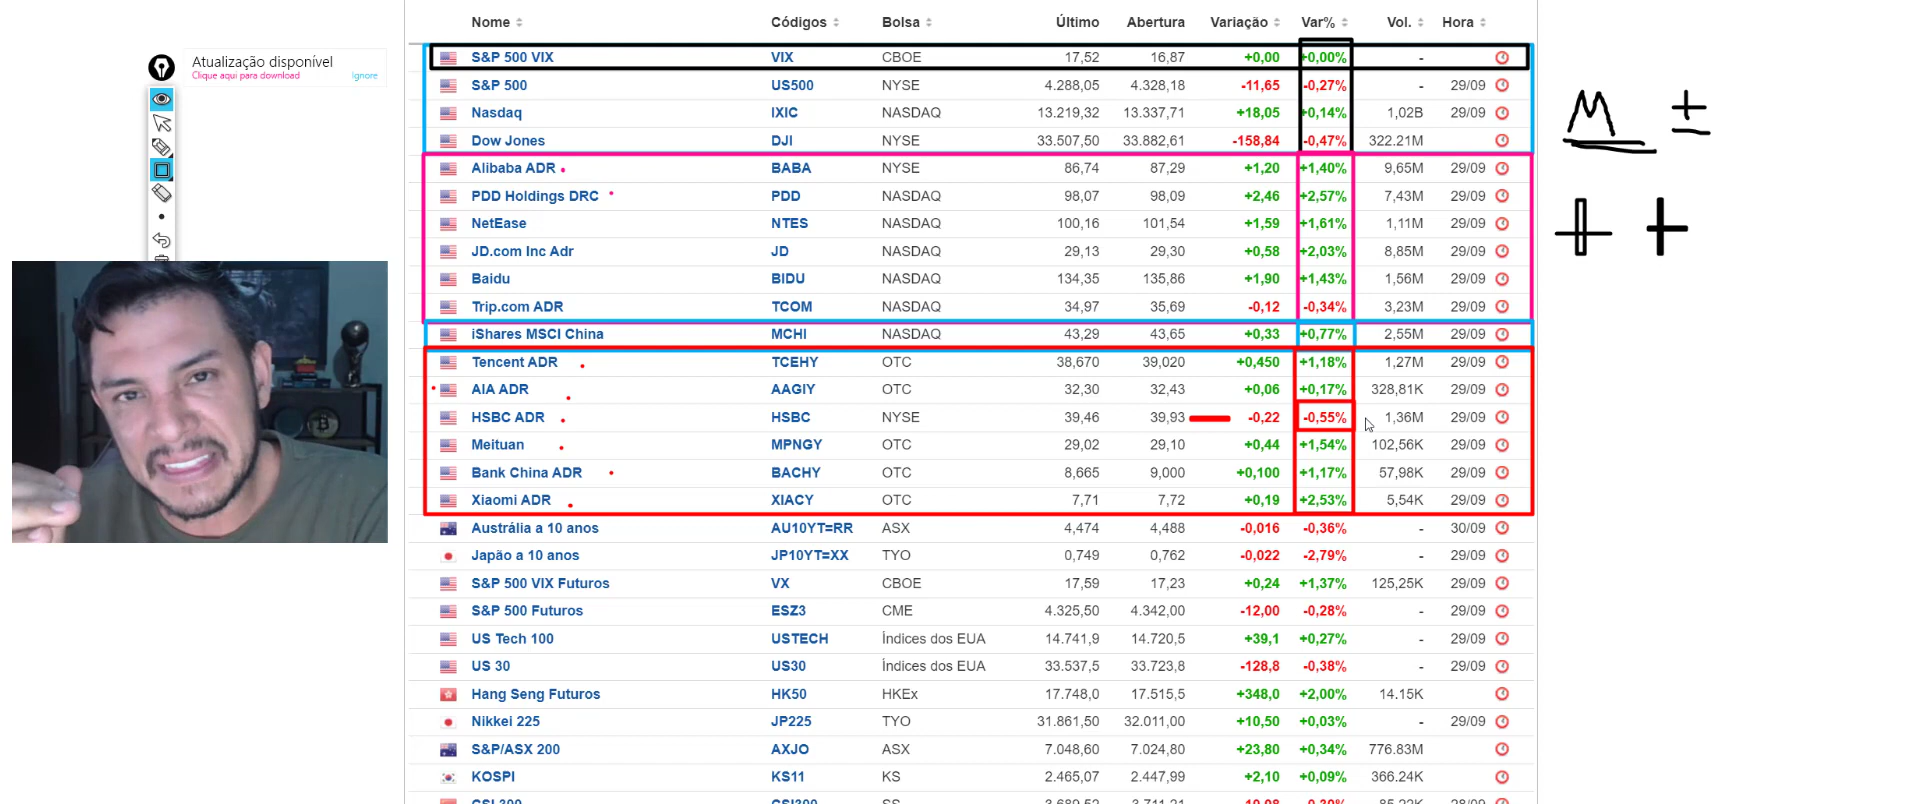 Nome Códigos Bolsa Último Abertura Variação Var% Vol. Hora
Atualização disponível
Clique aqui para download Ignore
S&P 500 VIX VIX CBOE 17,52 16,87 +0,00 +0,00% -
S&P 500 US500 NYSE 4.288,05 4.328,18 -11,65 -0,27% - 29/09
Nasdaq IXIC NASDAQ 13.219,32 13.337,71 +18,05 +0,14% 1,02B 29/09
Dow Jones DJI NYSE 33.507,50 33.882,61 -158,84 -0,47% 322.21M
Alibaba ADR BABA NYSE 86,74 87,29 +1,20 +1,40% 9,65M 29/09
PDD Holdings DRC PDD NASDAQ 98,07 98,09 +2,46 +2,57% 7,43M 29/09
NetEase NTES NASDAQ 100,16 101,54 +1,59 +1,61% 1,11M 29/09
JD.com Inc Adr JD NASDAQ 29,13 29,30 +0,58 +2,03% 8,85M 29/09
Baidu BIDU NASDAQ 134,35 135,86 +1,90 +1,43% 1,56M 29/09
Trip.com ADR TCOM NASDAQ 34,97 35,69 -0,12 -0,34% 3,23M 29/09
iShares MSCI China MCHI NASDAQ 43,29 43,65 +0,33 +0,77% 2,55M 29/09
Tencent ADR TCEHY OTC 38,670 39,020 +0,450 +1,18% 1,27M 29/09
AIA ADR AAGIY OTC 32,30 32,43 +0,06 +0,17% 328,81K 29/09
HSBC ADR HSBC NYSE 39,46 39,93 -0,22 -0,55% 1,36M 29/09
Meituan MPNGY OTC 29,02 29,10 +0,44 +1,54% 102,56K 29/09
Bank China ADR BACHY OTC 8,665 9,000 +0,100 +1,17% 57,98K 29/09
Xiaomi ADR XIACY OTC 7,71 7,72 +0,19 +2,53% 5,54K 29/09
Austrália a 10 anos AU10YT=RR ASX 4,474 4,488 -0,016 -0,36% - 30/09
Japão a 10 anos JP10YT=XX TYO 0,749 0,762 -0,022 -2,79% - 29/09
S&P 500 VIX Futuros VX CBOE 17,59 17,23 +0,24 +1,37% 125,25K 29/09
S&P 500 Futuros ESZ3 CME 4.325,50 4.342,00 -12,00 -0,28% - 29/09
US Tech 100 USTECH Índices dos EUA 14.741,9 14.720,5 +39,1 +0,27% - 29/09
US 30 US30 Índices dos EUA 33.537,5 33.723,8 -128,8 -0,38% - 29/09
Hang Seng Futuros HK50 HKEx 17.748,0 17.515,5 +348,0 +2,00% 14.15K
Nikkei 225 JP225 TYO 31.861,50 32.011,00 +10,50 +0,03% - 29/09
S&P/ASX 200 AXJO ASX 7.048,60 7.024,80 +23,80 +0,34% 776.83M
KOSPI KS11 KS 2.465,07 2.447,99 +2,10 +0,09% 366.24K
M ±
+ +